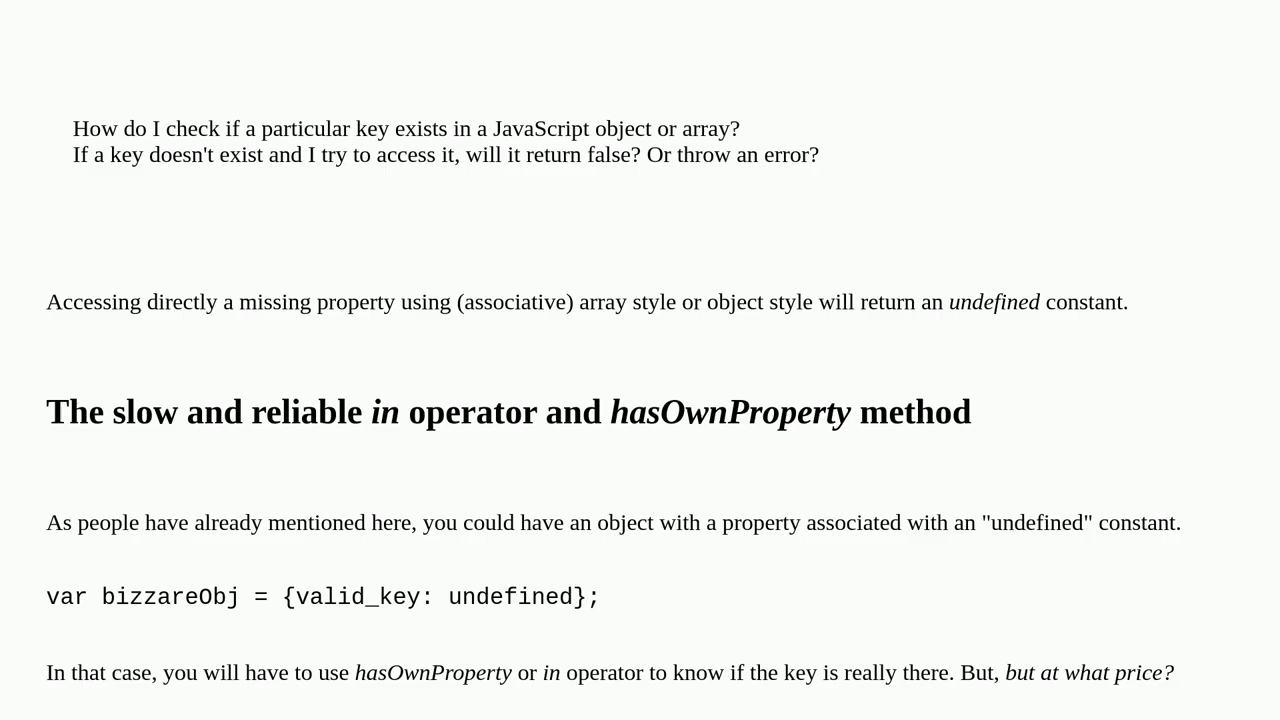 How do I check if a particular key exists in a JavaScript object or array?
If a key doesn't exist and I try to access it, will it return false? Or throw an error?
Accessing directly a missing property using (associative) array style or object style will return an undefined constant.
The slow and reliable in operator and hasOwnProperty method
As people have already mentioned here, you could have an object with a property associated with an "undefined" constant.
var bizzareObj = {valid_key: undefined};
In that case, you will have to use hasOwnProperty or in operator to know if the key is really there. But, but at what price?